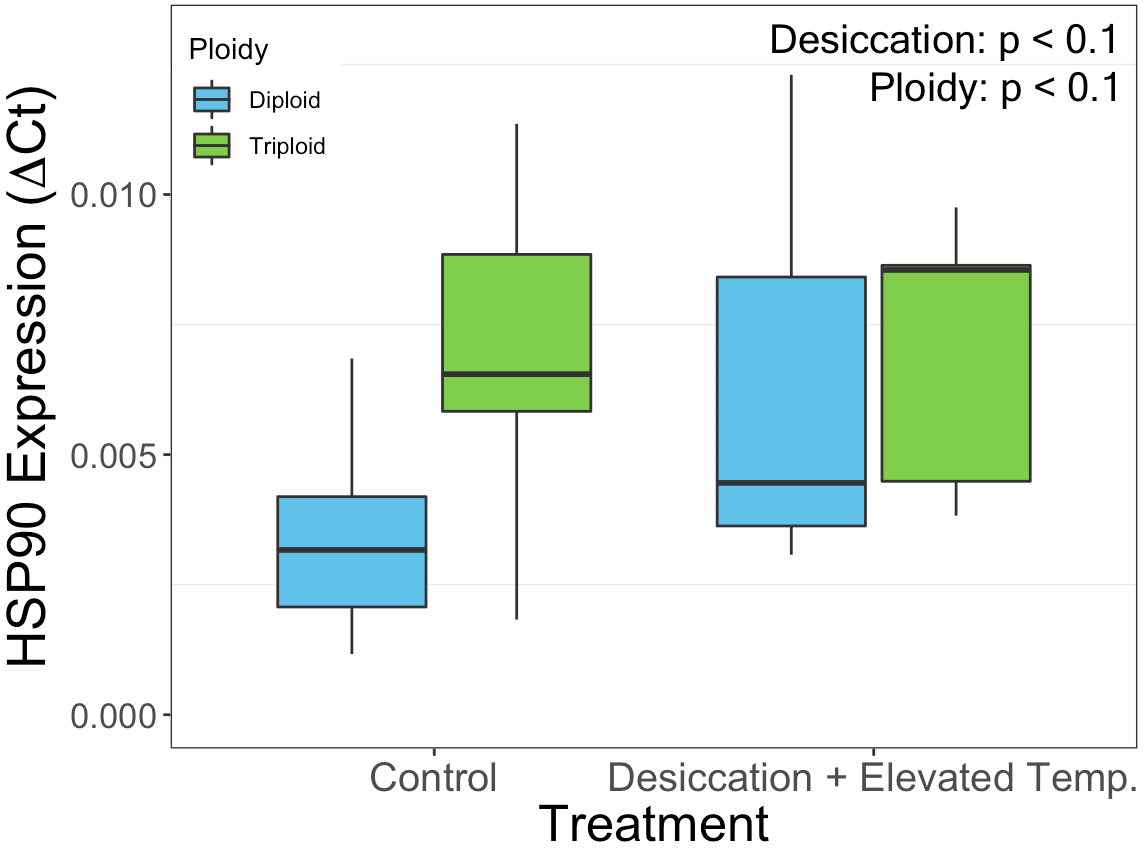 Desiccation: p < 0.1
Ploidy: p < 0.1
Ploidy
Diploid
Triploid
HSP90 Expression (ΔCt)
0.010
0.005
0.000
Control
Desiccation + Elevated Temp.
Treatment